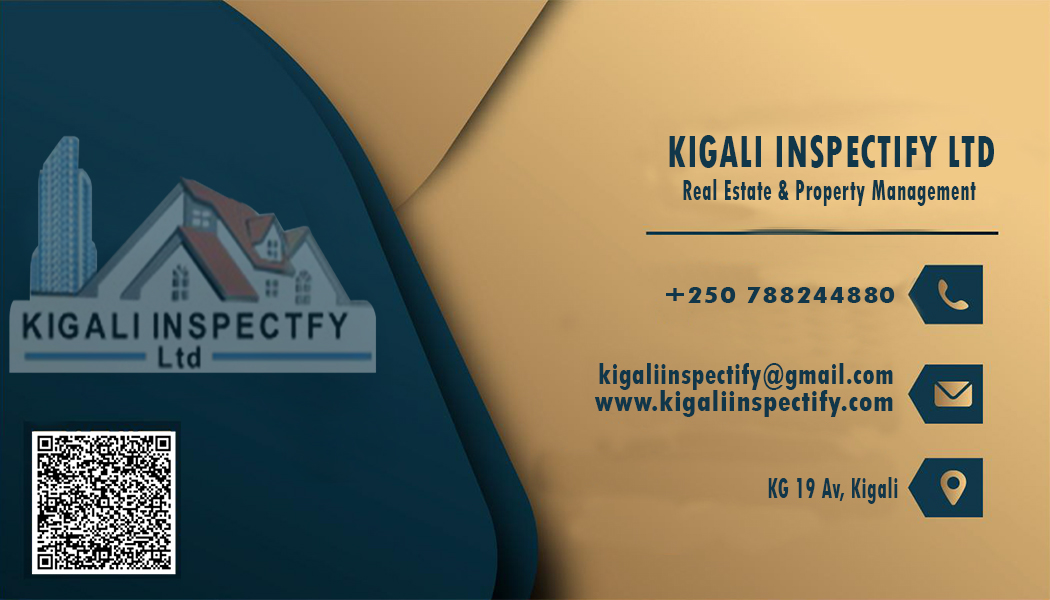 KIGALI INSPECTFY
Ltd
KIGALI INSPECTIFY LTD
Real Estate & Property Management
+250 788244880
kigaliinspectify@gmail.com
www.kigaliinspectify.com
KG 19 Av, Kigali